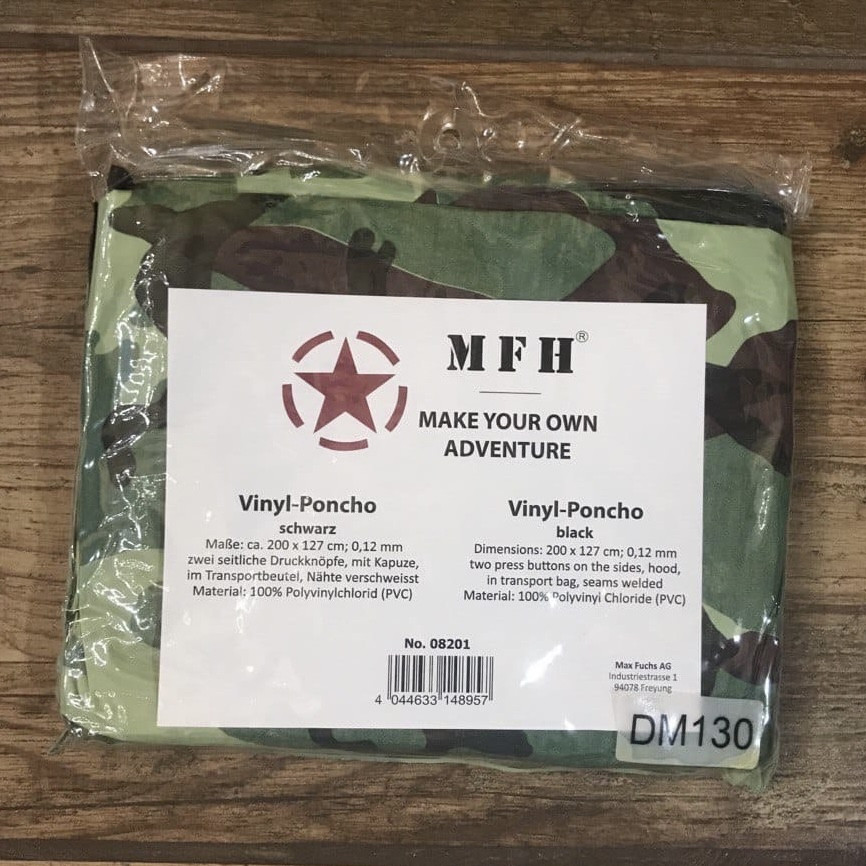 MFH®
MAKE YOUR OWN
ADVENTURE
Vinyl-Poncho
schwarz
Maße: ca. 200 x 127 cm; 0,12 mm
zwei seitliche Druckknöpfe, mit Kapuze,
im Transportbeutel, Nähte verschweisst
Material: 100% Polyvinylchlorid (PVC)
Vinyl-Poncho
black
Dimensions: 200 x 127 cm; 0,12 mm
two press buttons on the sides, hood,
in transport bag, seams welded
Material: 100% Polyvinyl Chloride (PVC)
No. 08201
4 044633 148957
Max Fuchs AG
Industriestrasse 1
94078 Freyung
DM130